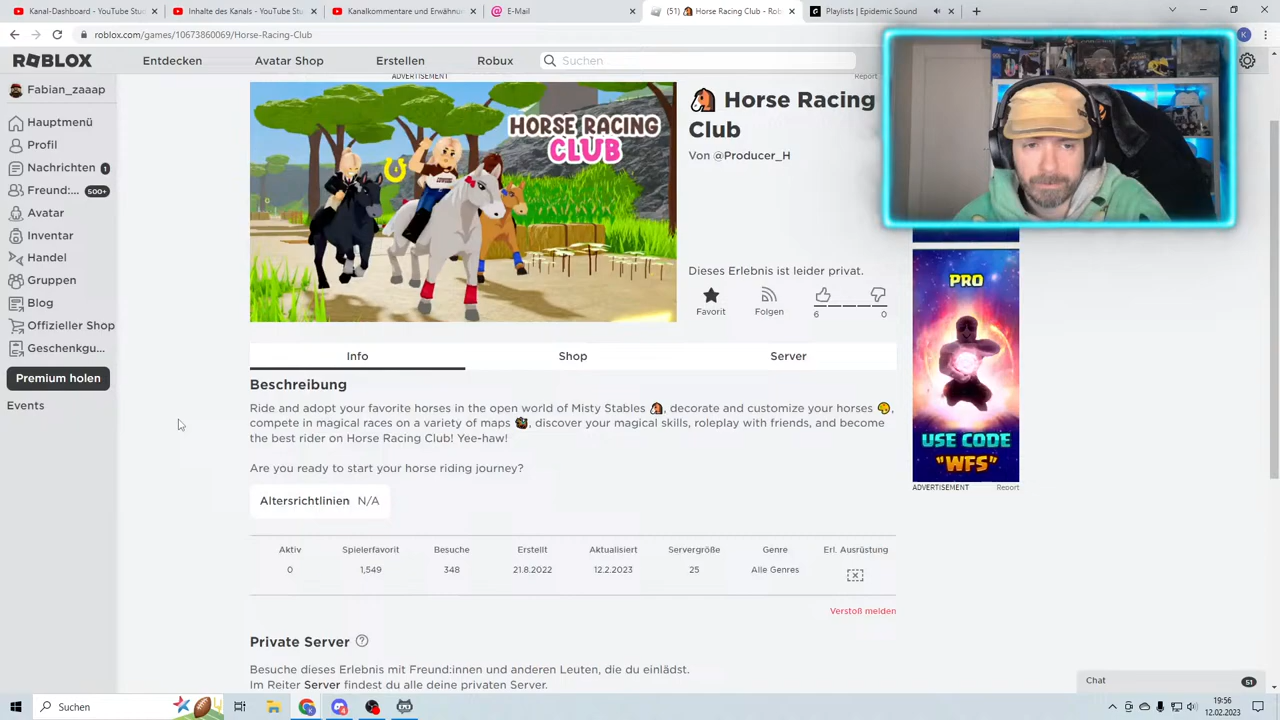 Kanal-Dashboard - YouTube Stu
Inhalte des Kanals - YouTube Stu
Kanalkommentare und Erwähnun
E-Mail
(51) Horse Racing Club - Rob
Playlists | Epidemic Sound
roblox.com/games/10673860069/Horse-Racing-Club
K
ROBLOX
Entdecken
Avatar Shop
Erstellen
Robux
Suchen
Fabian_zaaap
Hauptmenü
Profil
Nachrichten 1
Freund:... 500+
Avatar
Inventar
Handel
Gruppen
Blog
Offizieller Shop
Geschenkgu...
Premium holen
Events
ADVERTISEMENT
Report
HORSE RACING
CLUB
Horse Racing
Club
Von @Producer_H
Dieses Erlebnis ist leider privat.
Favorit
Folgen
6
0
Info
Shop
Server
Beschreibung
Ride and adopt your favorite horses in the open world of Misty Stables 🐴, decorate and customize your horses
compete in magical races on a variety of maps, discover your magical skills, roleplay with friends, and become
the best rider on Horse Racing Club! Yee-haw!
Are you ready to start your horse riding journey?
Altersrichtlinien N/A
Aktiv Spielerfavorit Besuche Erstellt Aktualisiert Servergröße Genre Erl. Ausrüstung
0 1,549 348 21.8.2022 12.2.2023 25 Alle Genres
Verstoß melden
Private Server
Besuche dieses Erlebnis mit Freund:innen und anderen Leuten, die du einlädst.
Im Reiter Server findest du alle deine privaten Server.
PRO
USE CODE
"WFS"
ADVERTISEMENT
Report
Chat
51
Suchen
19:56
12.02.2023